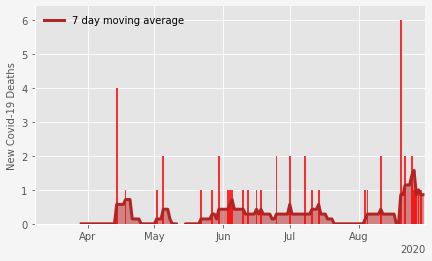 7 day moving average
New Covid-19 Deaths
6
5
4
3
2
1
0
Apr
May
Jun
Jul
Aug
2020